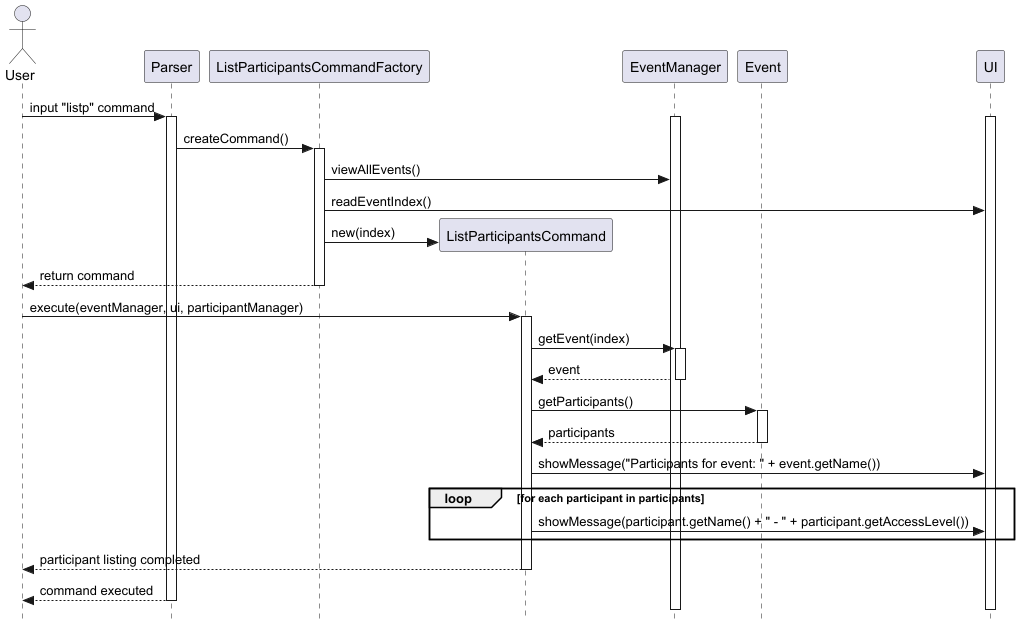 User
Parser
ListParticipantsCommandFactory
EventManager
Event
UI
input "listp" command
createCommand()
viewAllEvents()
readEventIndex()
new(index)
ListParticipantsCommand
return command
execute(eventManager, ui, participantManager)
getEvent(index)
event
getParticipants()
participants
showMessage("Participants for event: " + event.getName())
loop
[for each participant in participants]
showMessage(participant.getName() + " - " + participant.getAccessLevel())
participant listing completed
command executed